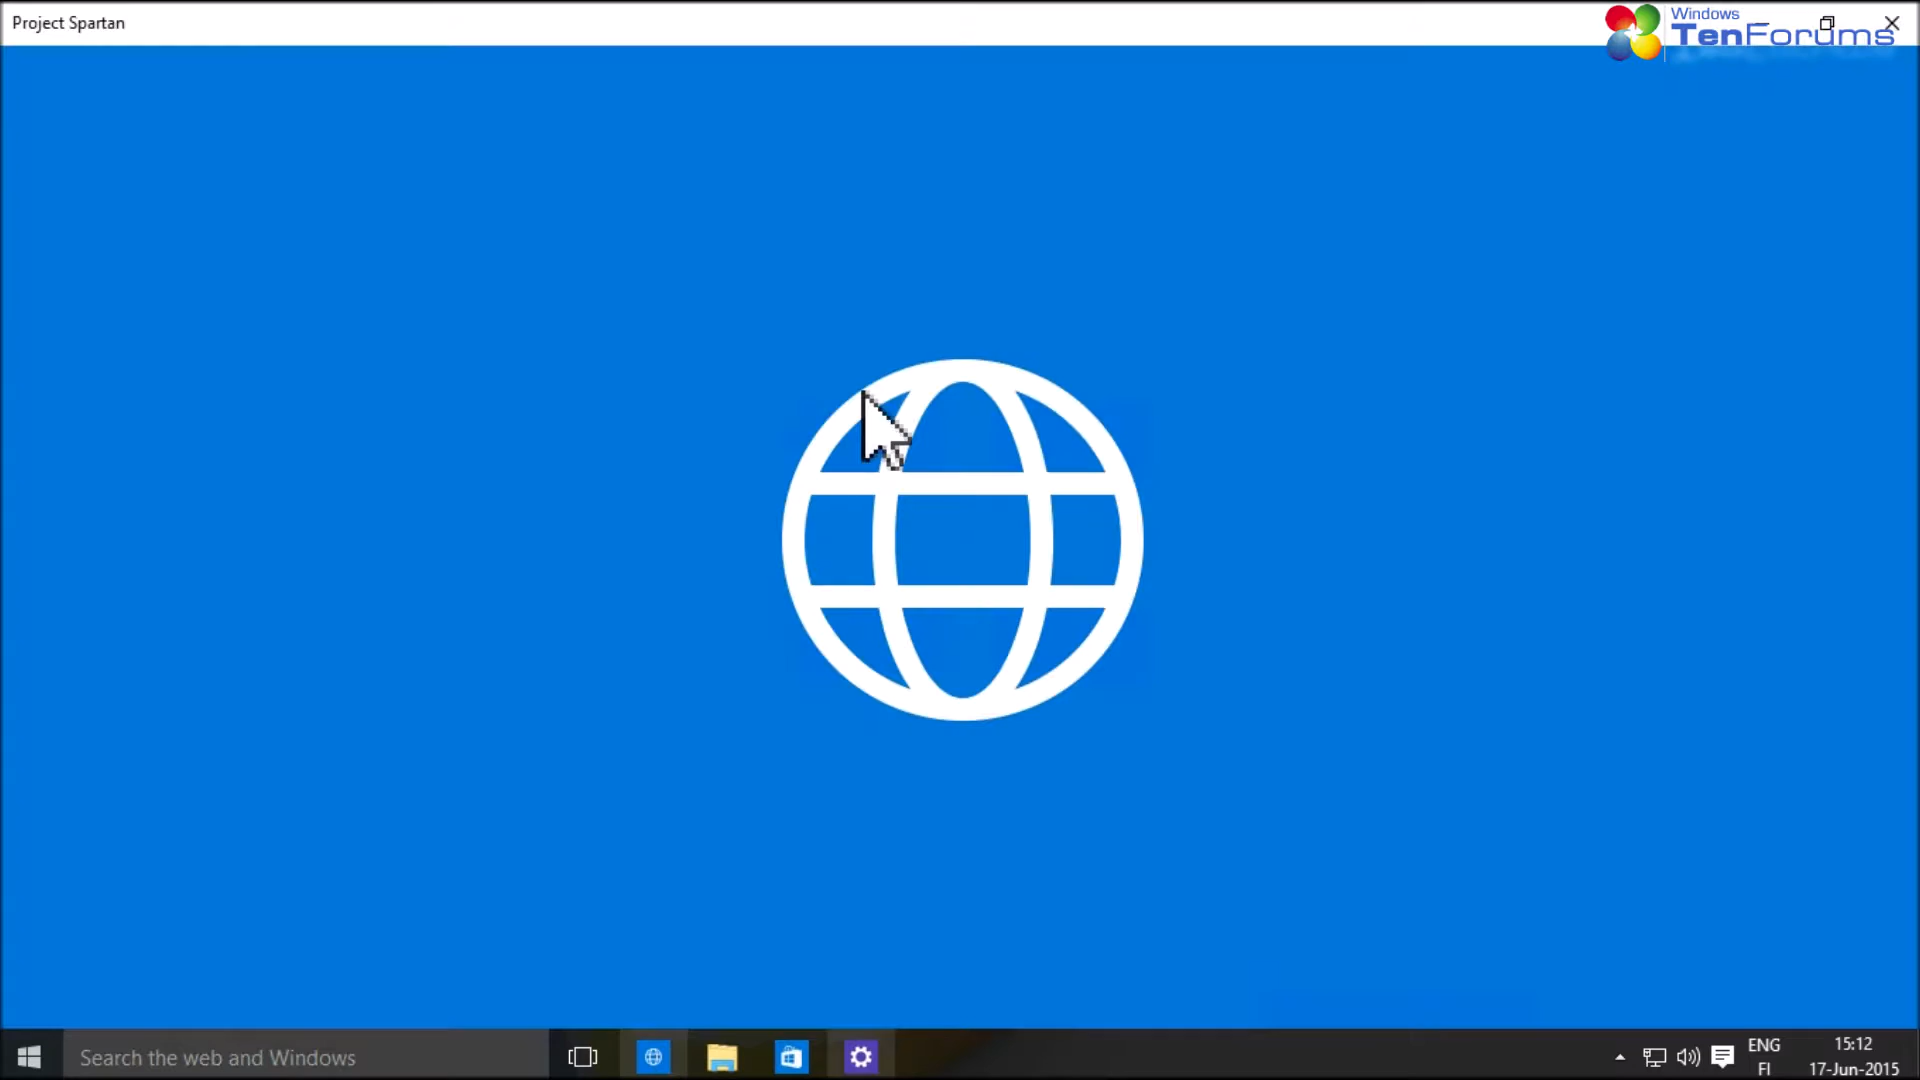 Project Spartan
Windows
TenForums
Search the web and Windows
ENG
FI
15:12
17-Jun-2015